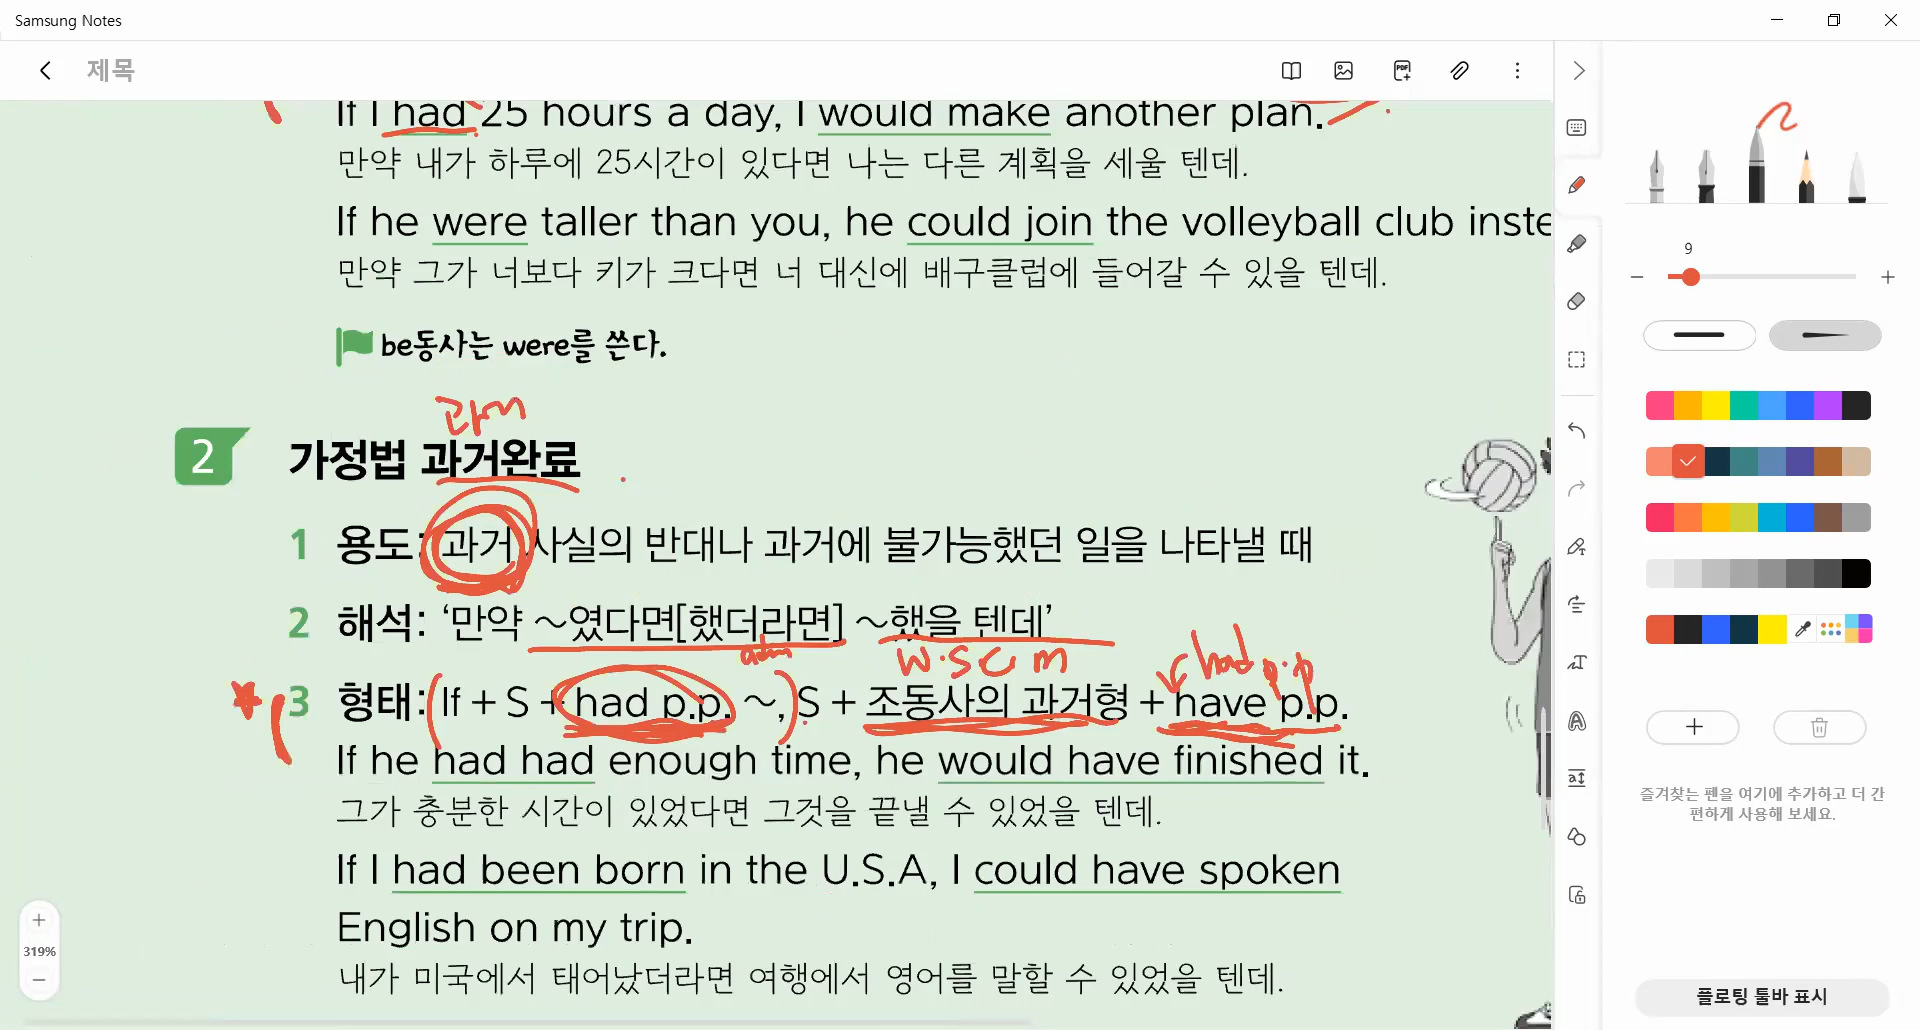 Samsung Notes
제목
If I had 25 hours a day, I would make another plan.
만약 내가 하루에 25시간이 있다면 나는 다른 계획을 세울 텐데.
If he were taller than you, he could join the volleyball club inste
만약 그가 너보다 키가 크다면 너 대신에 배구클럽에 들어갈 수 있을 텐데.
be동사는 were를 쓴다.
2 가정법 과거완료
1 용도: 과거 사실의 반대나 과거에 불가능했던 일을 나타낼 때
2 해석: ‘만약 ~였다면[했더라면] ~했을 텐데’
W.S C M
had p.p
3 형태: If + S + had p.p. ~, S + 조동사의 과거형 + have p.p.
If he had had enough time, he would have finished it.
그가 충분한 시간이 있었다면 그것을 끝낼 수 있었을 텐데.
If I had been born in the U.S.A, I could have spoken
English on my trip.
내가 미국에서 태어났더라면 여행에서 영어를 말할 수 있었을 텐데.
319%
9
즐겨찾는 펜을 여기에 추가하고 더 간
편하게 사용해 보세요.
플로팅 툴바 표시